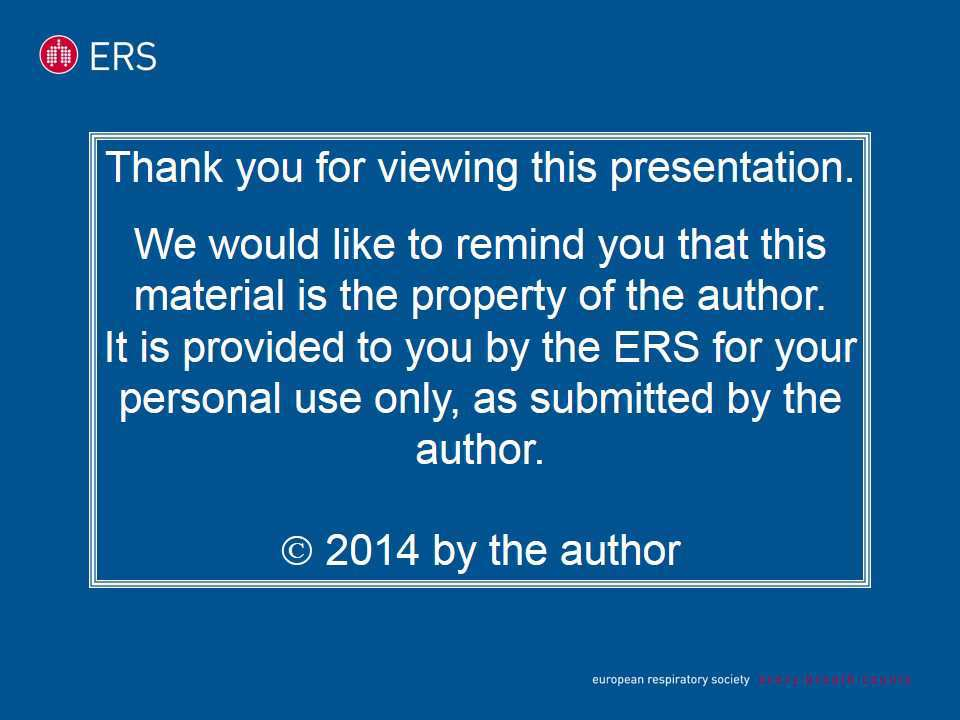 ERS
Thank you for viewing this presentation.
We would like to remind you that this
material is the property of the author.
It is provided to you by the ERS for your
personal use only, as submitted by the
author.
© 2014 by the author
european respiratory society every breath counts